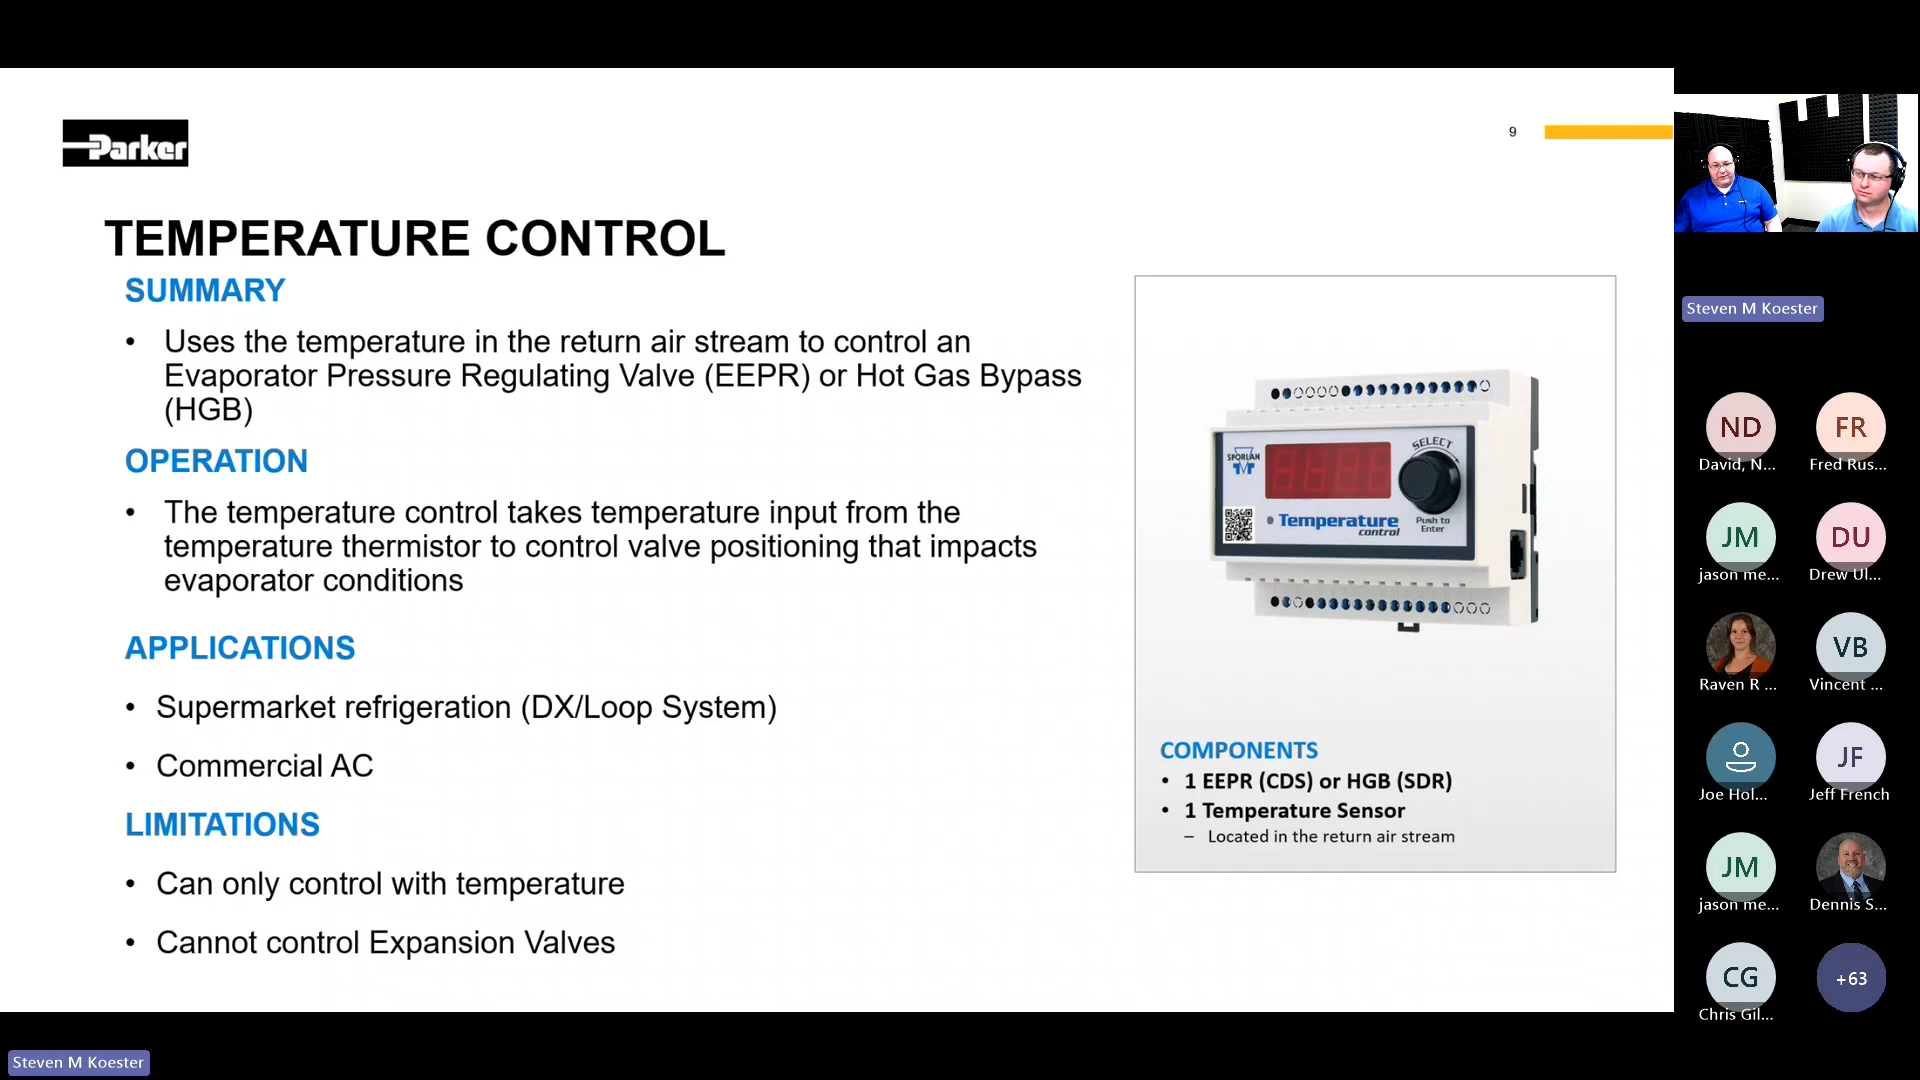 Parker
9
TEMPERATURE CONTROL
SUMMARY
• Uses the temperature in the return air stream to control an
Evaporator Pressure Regulating Valve (EEPR) or Hot Gas Bypass
(HGB)
OPERATION
• The temperature control takes temperature input from the
temperature thermistor to control valve positioning that impacts
evaporator conditions
APPLICATIONS
• Supermarket refrigeration (DX/Loop System)
• Commercial AC
LIMITATIONS
• Can only control with temperature
• Cannot control Expansion Valves
SPORLAN
SELECT
Temperature
control
Push to
Enter
COMPONENTS
• 1 EEPR (CDS) or HGB (SDR)
• 1 Temperature Sensor
– Located in the return air stream
Steven M Koester
ND
David, N...
FR
Fred Rus...
JM
jason me...
DU
Drew Ul...
Raven R ...
VB
Vincent ...
Joe Hol...
JF
Jeff French
JM
jason me...
Dennis S...
CG
Chris Gil...
+63
Steven M Koester